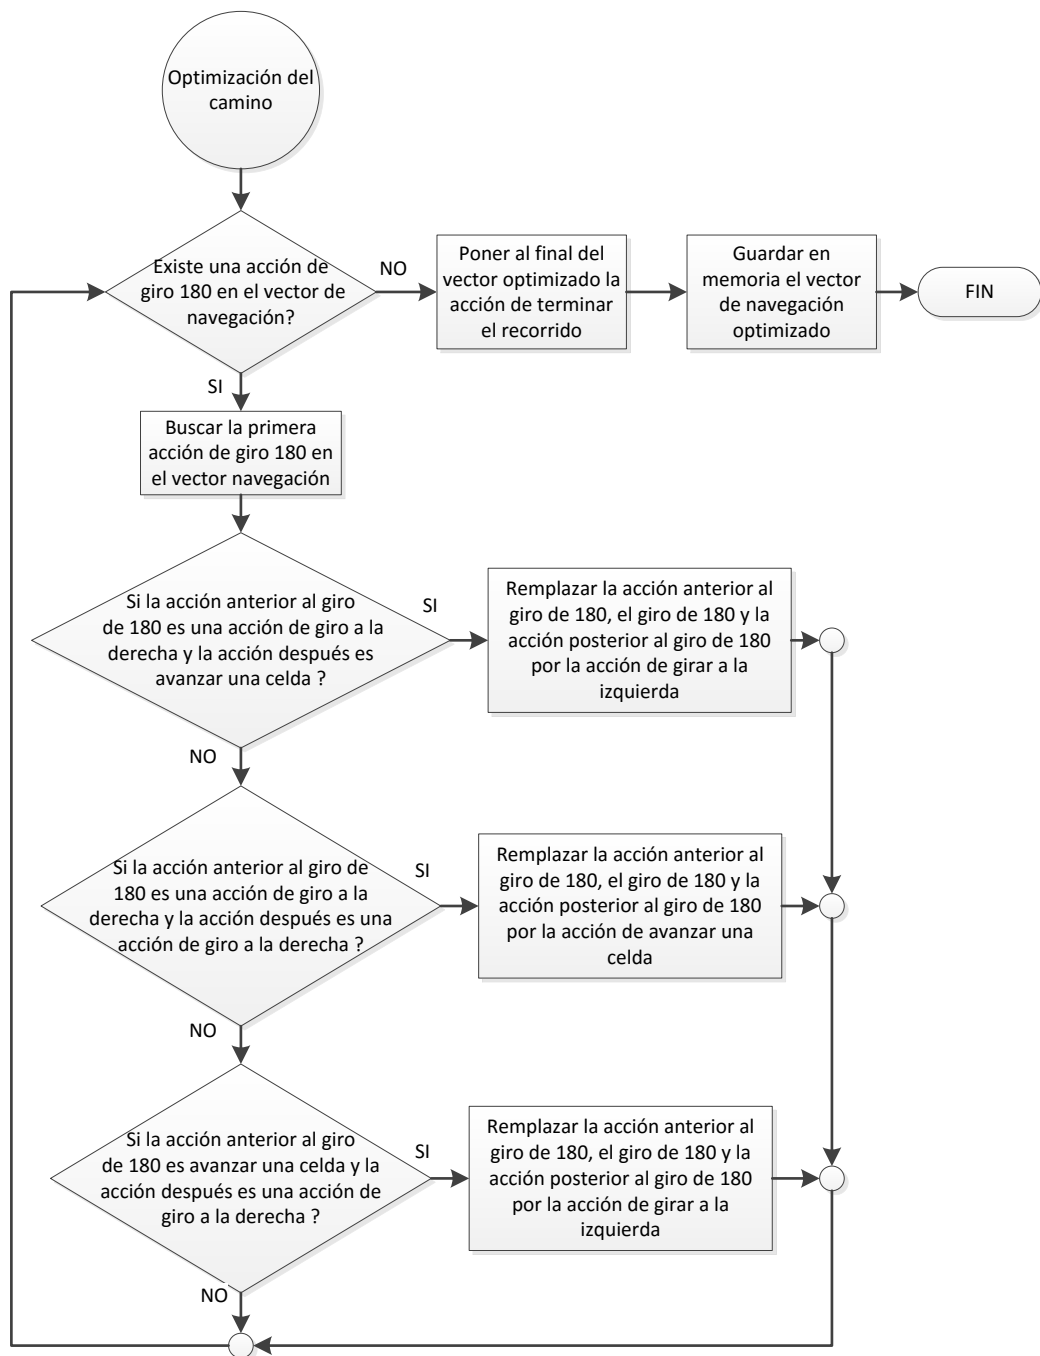 Optimización del
camino
Existe una acción de
giro 180 en el vector de
navegación?
NO
Poner al final del
vector optimizado la
acción de terminar
el recorrido
Guardar en
memoria el vector
de navegación
optimizado
FIN
SI
Buscar la primera
acción de giro 180 en
el vector navegación
Si la acción anterior al giro
de 180 es una acción de giro a la
derecha y la acción después es
avanzar una celda ?
SI
Remplazar la acción anterior al
giro de 180, el giro de 180 y la
acción posterior al giro de 180
por la acción de girar a la
izquierda
NO
Si la acción anterior al giro de
180 es una acción de giro a la
derecha y la acción después es una
acción de giro a la derecha ?
SI
Remplazar la acción anterior al
giro de 180, el giro de 180 y la
acción posterior al giro de 180
por la acción de avanzar una
celda
NO
Si la acción anterior al giro
de 180 es avanzar una celda y la
acción después es una acción de
giro a la derecha ?
SI
Remplazar la acción anterior al
giro de 180, el giro de 180 y la
acción posterior al giro de 180
por la acción de girar a la
izquierda
NO